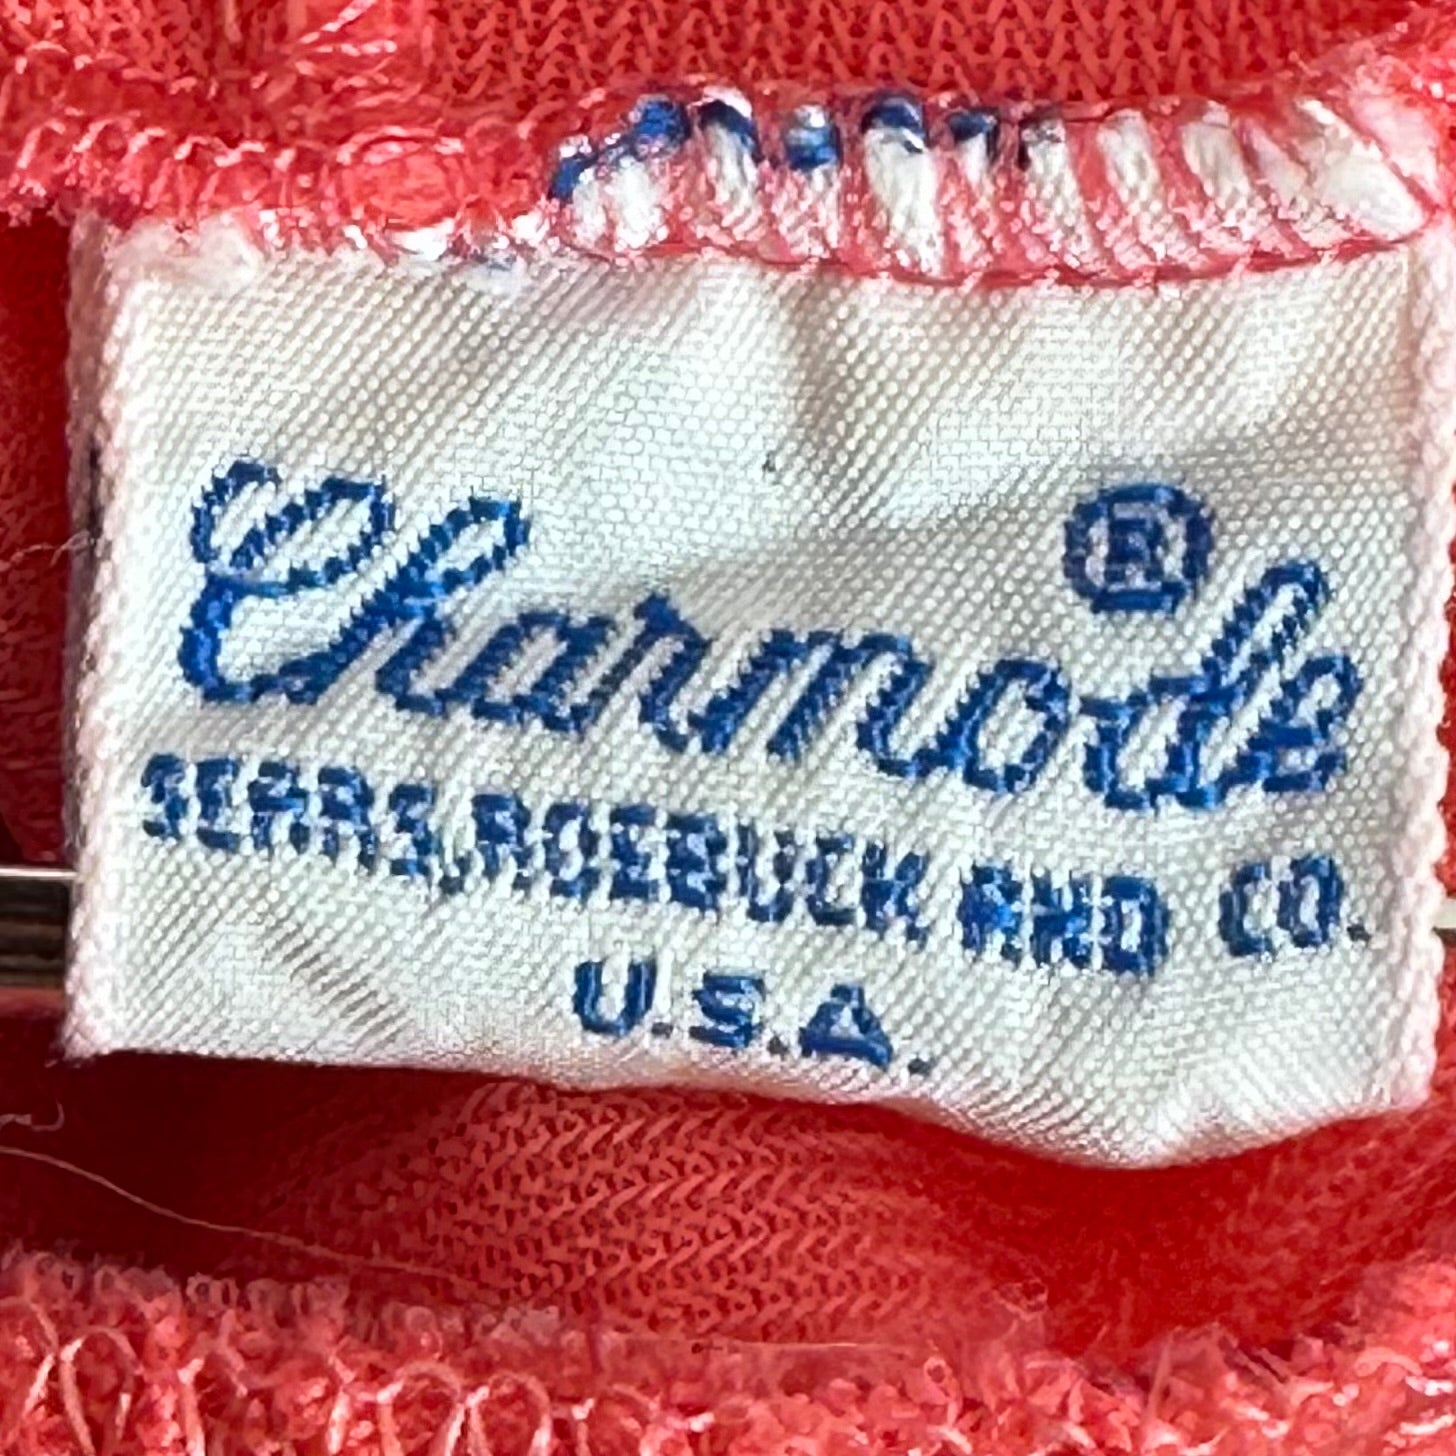 Charmode ®
SEARS, ROEBUCK AND CO.
U.S.A.